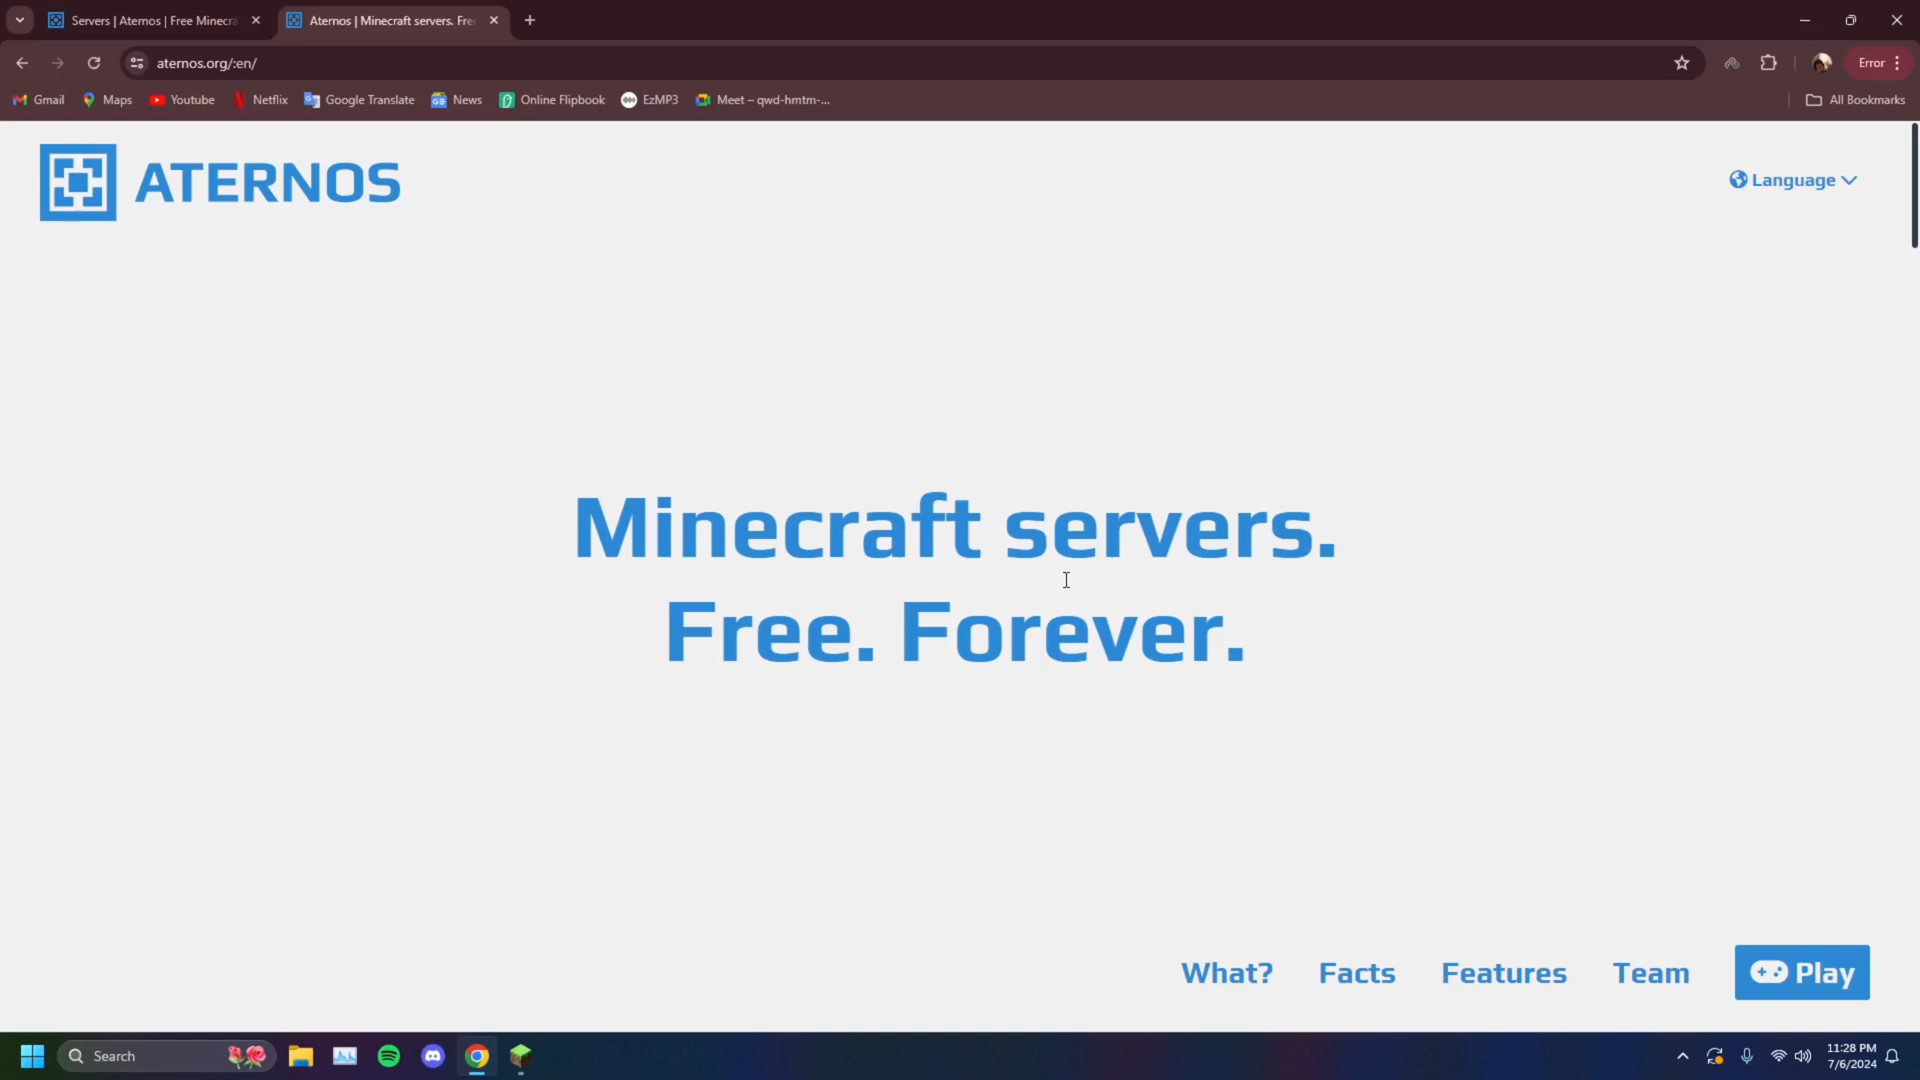 Servers | Aternos | Free Minecra
Aternos | Minecraft servers. Fre
aternos.org/:en/
Error
Gmail
Maps
Youtube
Netflix
Google Translate
News
Online Flipbook
EzMP3
Meet – qwd-hmtm-...
All Bookmarks
ATERNOS
Language
Minecraft servers.
Free. Forever.
What?
Facts
Features
Team
Play
Search
11:28 PM
7/6/2024